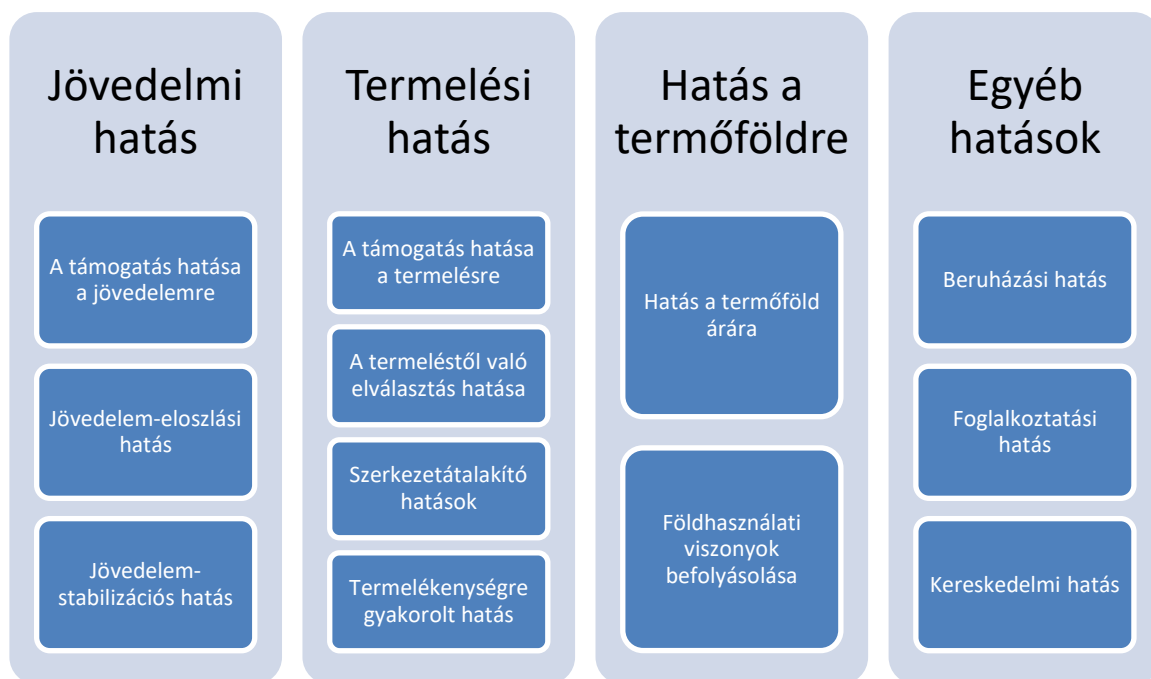 Jövedelmi
hatás
A támogatás hatása
a jövedelemre
Jövedelem-eloszlási
hatás
Jövedelem-
stabilizációs hatás
Termelési
hatás
A támogatás hatása
a termelésre
A termeléstől való
elválasztás hatása
Szerkezetátalakító
hatások
Termelékenységre
gyakorolt hatás
Hatás a
termőföldre
Hatás a termőföld
árára
Földhasználati
viszonyok
befolyásolása
Egyéb
hatások
Beruházási hatás
Foglalkoztatási
hatás
Kereskedelmi hatás